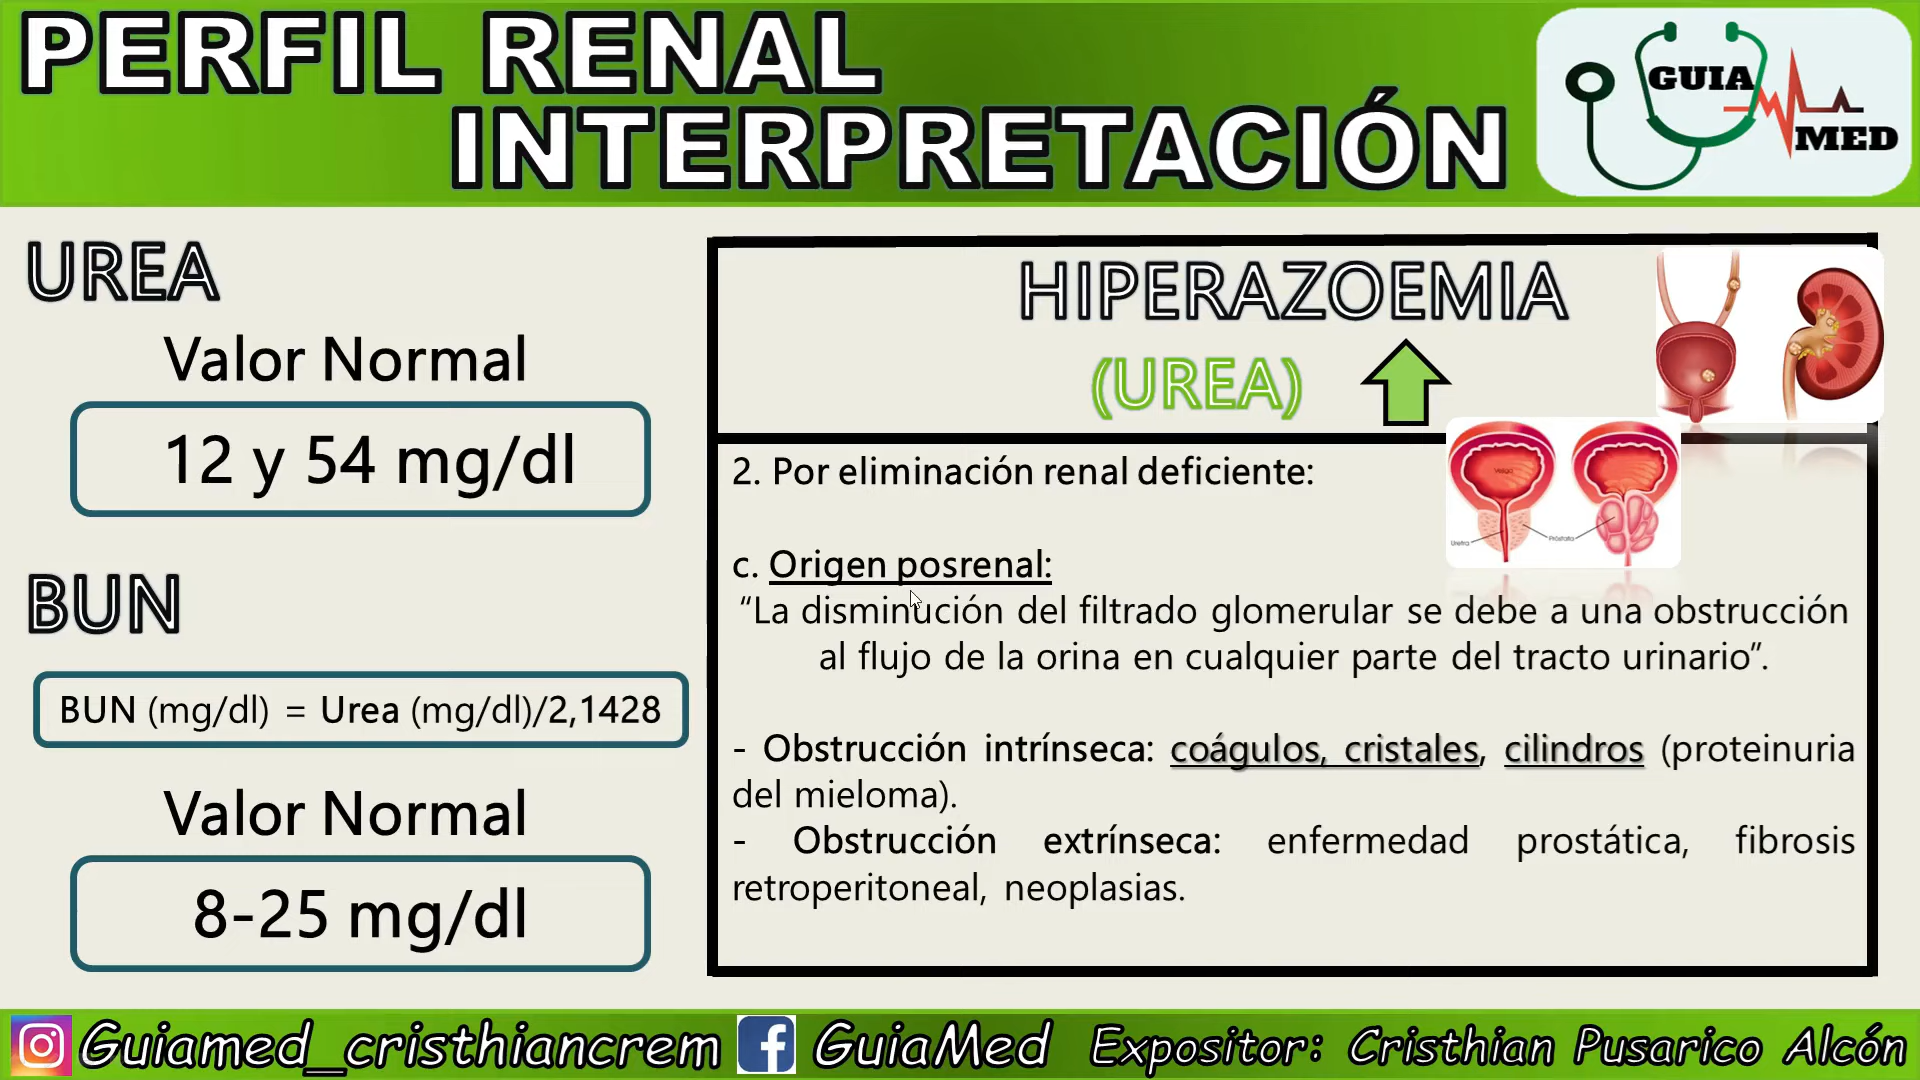 PERFIL RENAL
INTERPRETACIÓN
GUIA
MED
UREA
Valor Normal
12 y 54 mg/dl
BUN
BUN (mg/dl) = Urea (mg/dl)/2,1428
Valor Normal
8-25 mg/dl
HIPERAZOEMIA
(UREA)
2. Por eliminación renal deficiente:
Vejiga
Uretra
Próstata
c. Origen posrenal:
“La disminución del filtrado glomerular se debe a una obstrucción
al flujo de la orina en cualquier parte del tracto urinario”.
- Obstrucción intrínseca: coágulos, cristales, cilindros (proteinuria
del mieloma).
- Obstrucción extrínseca: enfermedad prostática, fibrosis
retroperitoneal, neoplasias.
Guiamed_cristhiancrem
GuiaMed
Expositor: Cristhian Pusarico Alcón